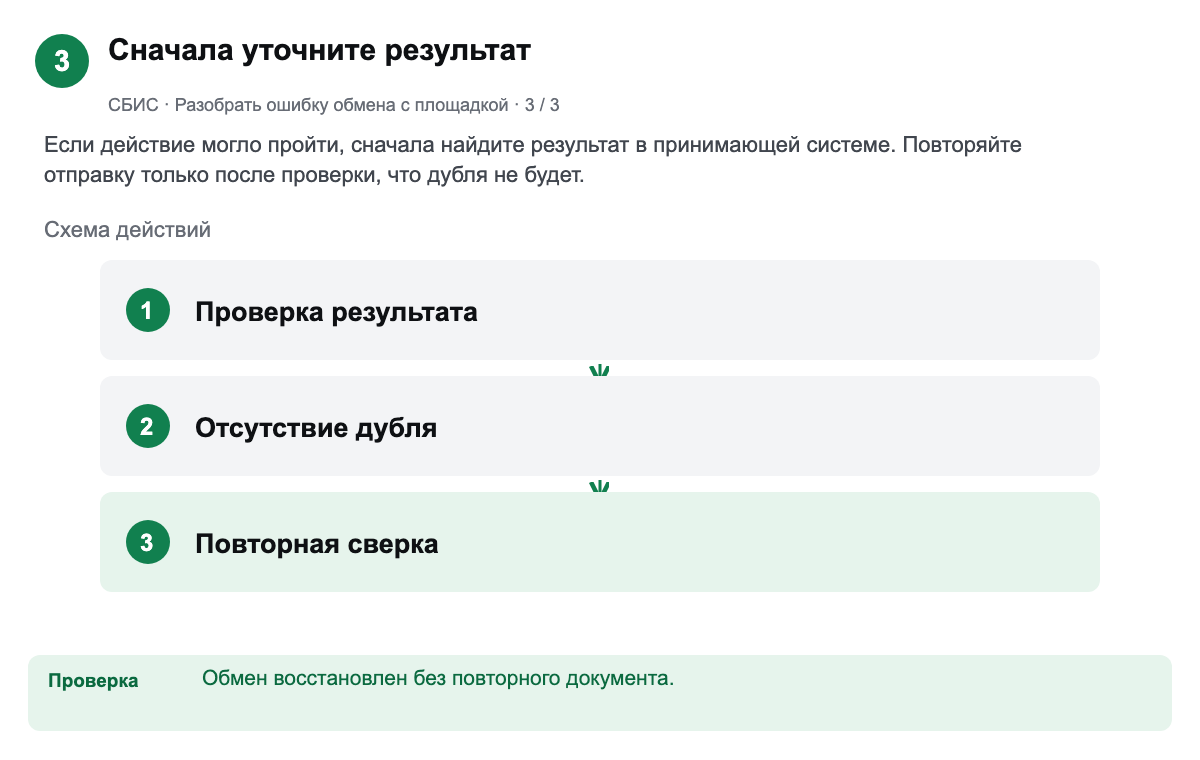 3
Сначала уточните результат
СБИС · Разобрать ошибку обмена с площадкой · 3 / 3
Если действие могло пройти, сначала найдите результат в принимающей системе. Повторяйте
отправку только после проверки, что дубля не будет.
Схема действий
1 Проверка результата
2 Отсутствие дубля
3 Повторная сверка
Проверка Обмен восстановлен без повторного документа.